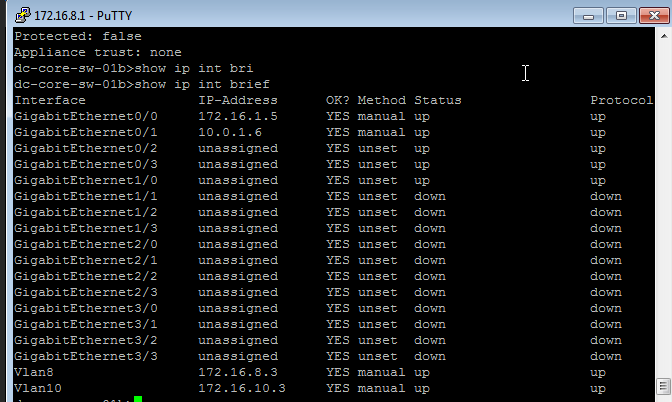 172.16.8.1 - PuTTY
Protected: false
Appliance trust: none
dc-core-sw-01b>show ip int bri
dc-core-sw-01b>show ip int brief
Interface IP-Address OK? Method Status Protocol
GigabitEthernet0/0 172.16.1.5 YES manual up up
GigabitEthernet0/1 10.0.1.6 YES manual up up
GigabitEthernet0/2 unassigned YES unset up up
GigabitEthernet0/3 unassigned YES unset up up
GigabitEthernet1/0 unassigned YES unset up up
GigabitEthernet1/1 unassigned YES unset down down
GigabitEthernet1/2 unassigned YES unset down down
GigabitEthernet1/3 unassigned YES unset down down
GigabitEthernet2/0 unassigned YES unset down down
GigabitEthernet2/1 unassigned YES unset down down
GigabitEthernet2/2 unassigned YES unset down down
GigabitEthernet2/3 unassigned YES unset down down
GigabitEthernet3/0 unassigned YES unset down down
GigabitEthernet3/1 unassigned YES unset down down
GigabitEthernet3/2 unassigned YES unset down down
GigabitEthernet3/3 unassigned YES unset down down
Vlan8 172.16.8.3 YES manual up up
Vlan10 172.16.10.3 YES manual up up